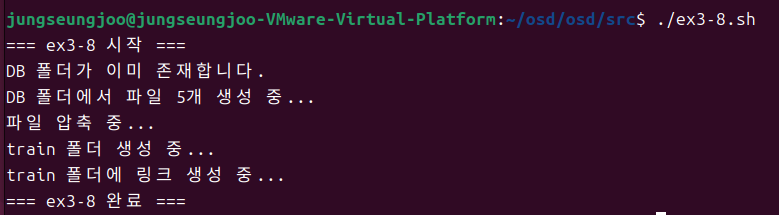 jungseungjoo@jungseungjoo-VMware-Virtual-Platform:~/osd/osd/src$ ./ex3-8.sh
=== ex3-8 시작 ===
DB 폴더가 이미 존재합니다.
DB 폴더에서 파일 5개 생성 중...
파일 압축 중...
train 폴더 생성 중...
train 폴더에 링크 생성 중...
=== ex3-8 완료 ===